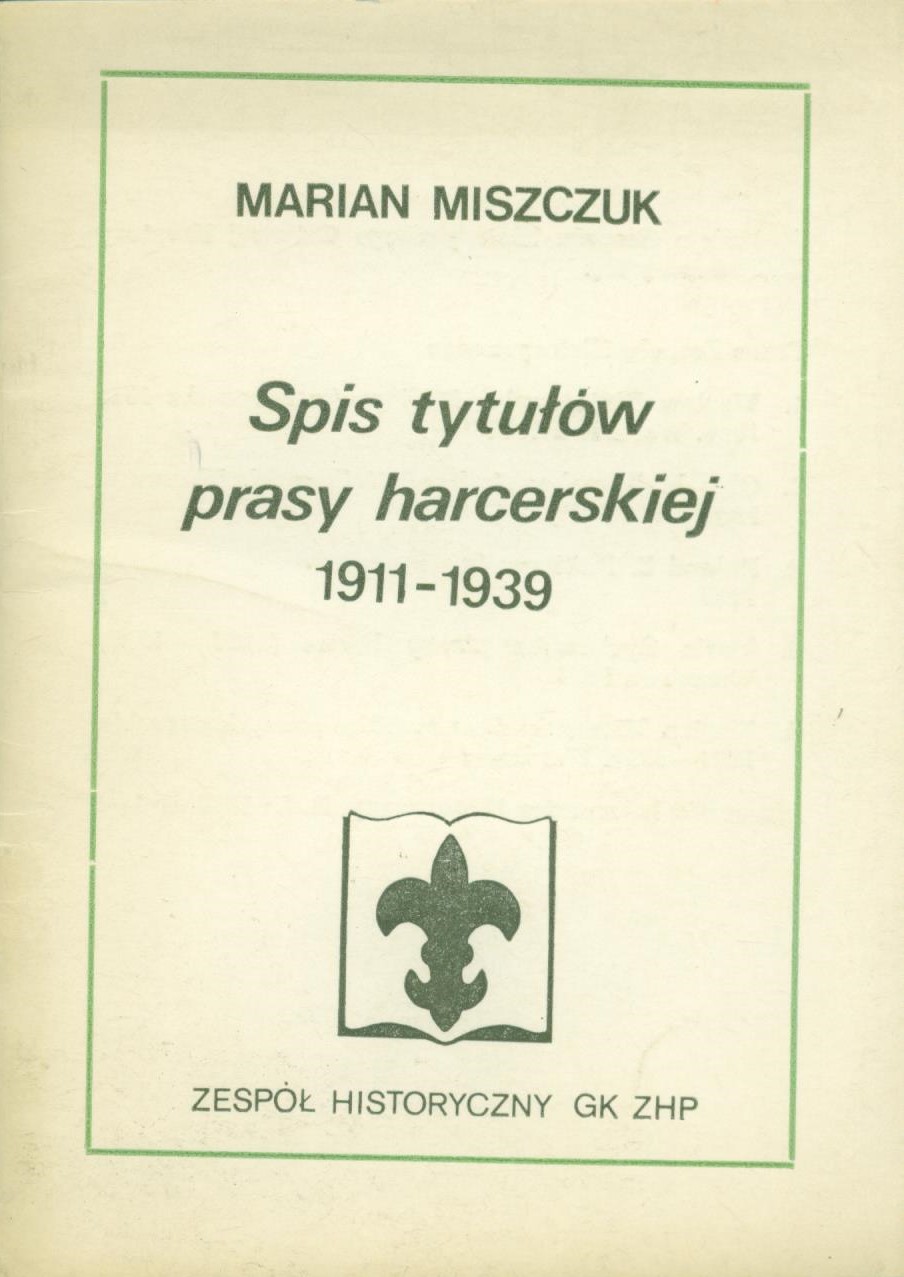 MARIAN MISZCZUK
Spis tytułów
prasy harcerskiej
1911-1939
ZESPÓŁ HISTORYCZNY GK ZHP